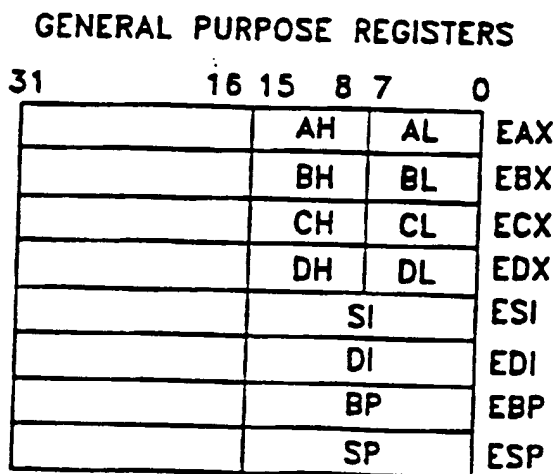 GENERAL PURPOSE REGISTERS
31 16 15 8 7 0
AH AL EAX
BH BL EBX
CH CL ECX
DH DL EDX
SI ESI
DI EDI
BP EBP
SP ESP